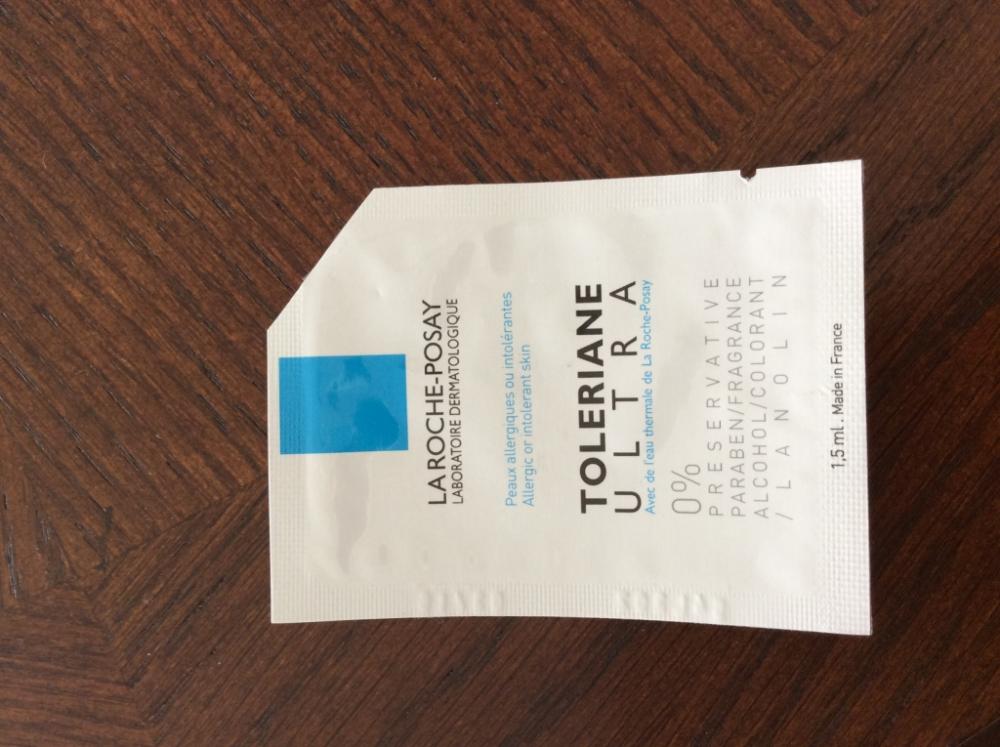 LA ROCHE-POSAY
LABORATOIRE DERMATOLOGIQUE
Peaux allergiques ou intolérantes
Allergic or intolerant skin
TOLERIANE
ULTRA
Avec de l'eau thermale de La Roche-Posay
0%
PRESERVATIVE
PARABEN/FRAGRANCE
ALCOHOL/COLORANT
/LANOLIN
1,5 ml . Made in France